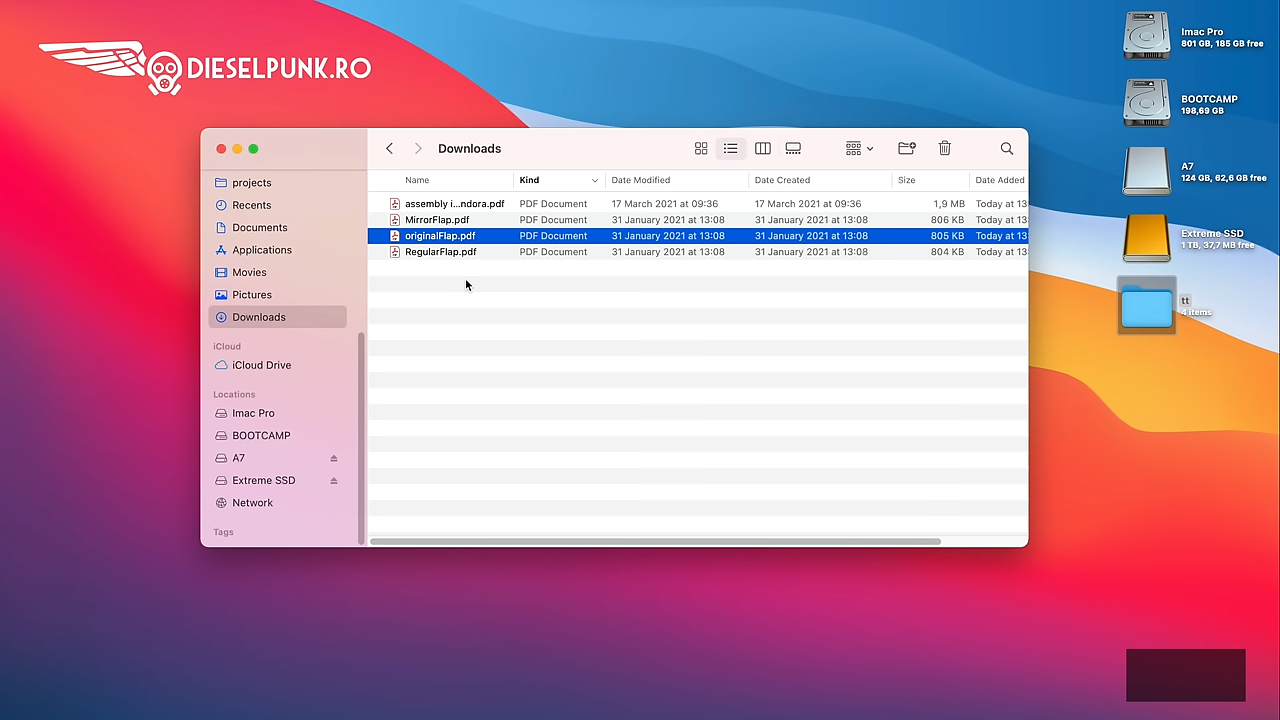 DIESELPUNK.RO
Imac Pro
801 GB, 185 GB free
BOOTCAMP
198,69 GB
A7
124 GB, 62,6 GB free
Extreme SSD
1 TB, 37,7 MB free
tt
4 items
Downloads
projects
Recents
Documents
Applications
Movies
Pictures
Downloads
iCloud
iCloud Drive
Locations
Imac Pro
BOOTCAMP
A7
Extreme SSD
Network
Tags
Name Kind Date Modified Date Created Size Date Added
assembly i...ndora.pdf PDF Document 17 March 2021 at 09:36 17 March 2021 at 09:36 1,9 MB Today at 13
MirrorFlap.pdf PDF Document 31 January 2021 at 13:08 31 January 2021 at 13:08 806 KB Today at 13
originalFlap.pdf PDF Document 31 January 2021 at 13:08 31 January 2021 at 13:08 805 KB Today at 13
RegularFlap.pdf PDF Document 31 January 2021 at 13:08 31 January 2021 at 13:08 804 KB Today at 13